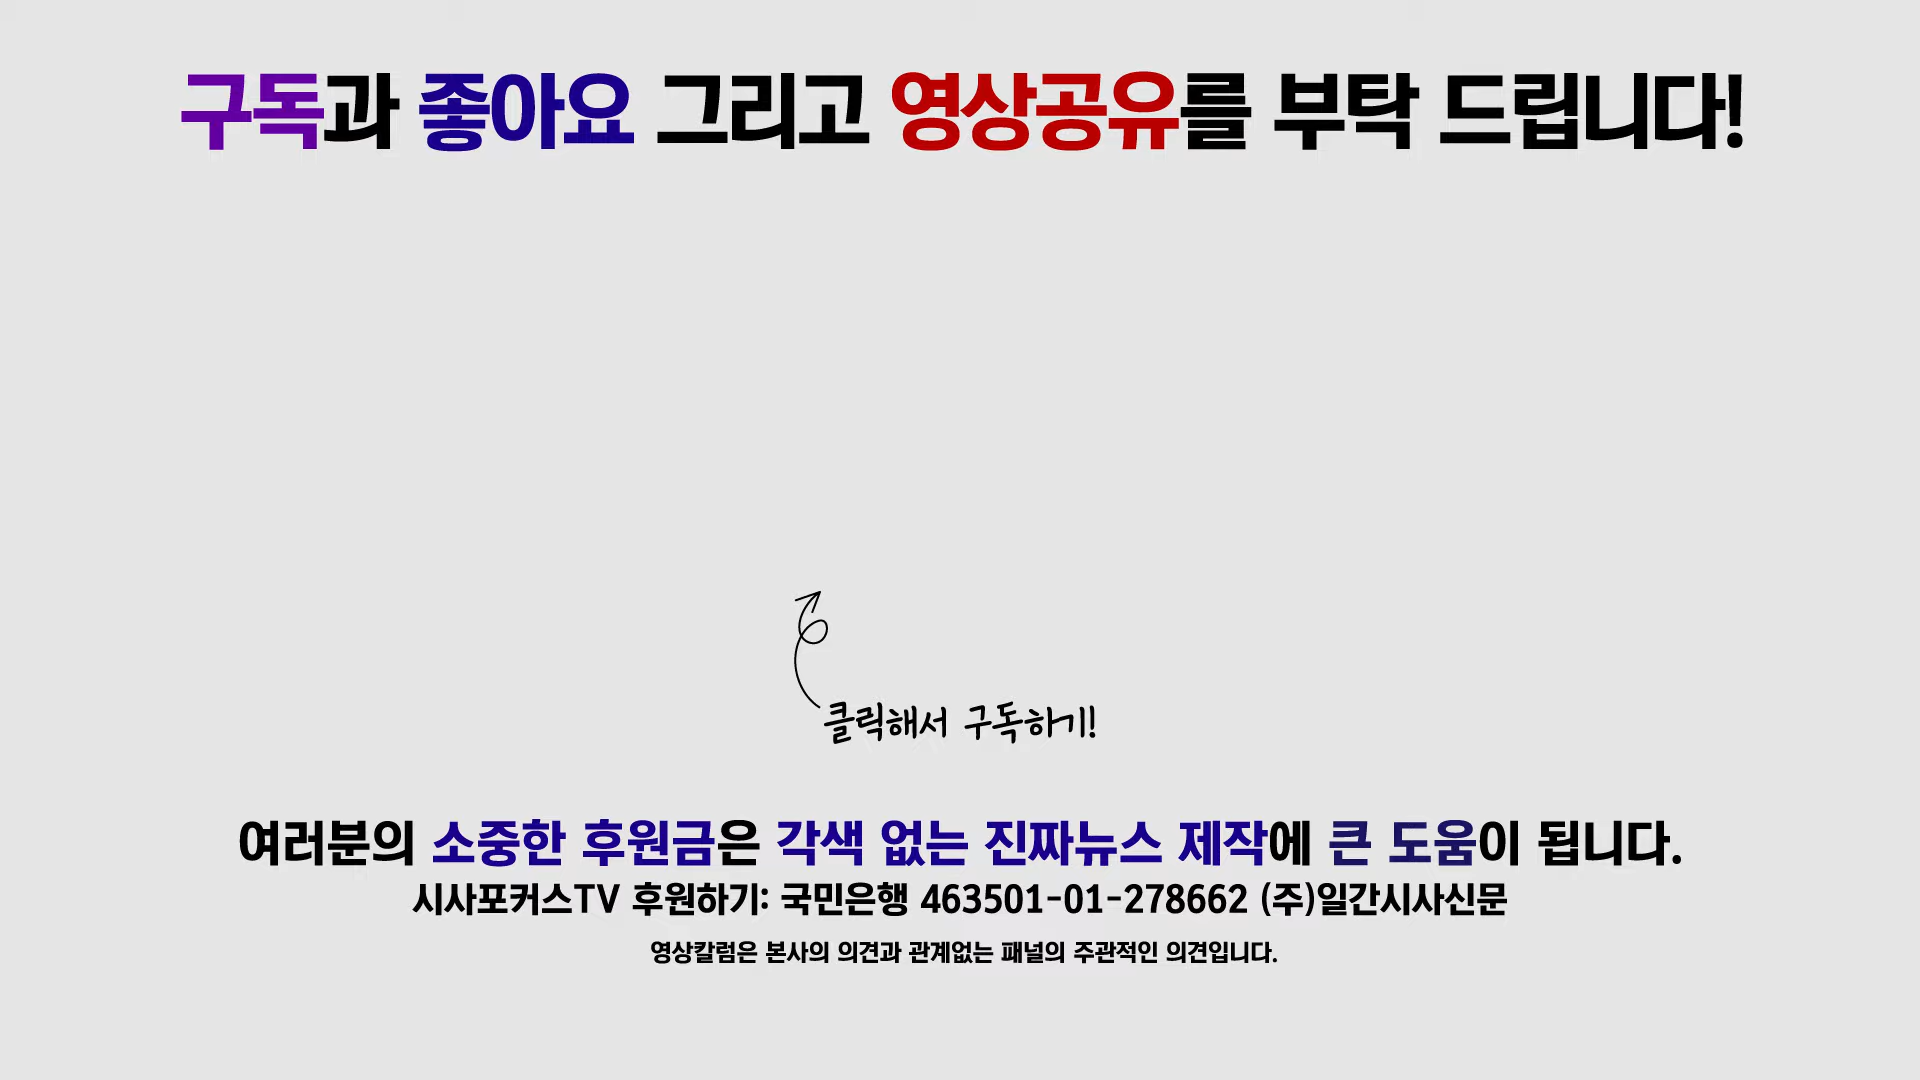 구독과 좋아요 그리고 영상공유를 부탁 드립니다!
클릭해서 구독하기!
여러분의 소중한 후원금은 각색 없는 진짜뉴스 제작에 큰 도움이 됩니다.
시사포커스TV 후원하기: 국민은행 463501-01-278662 (주)일간시사신문
영상칼럼은 본사의 의견과 관계없는 패널의 주관적인 의견입니다.